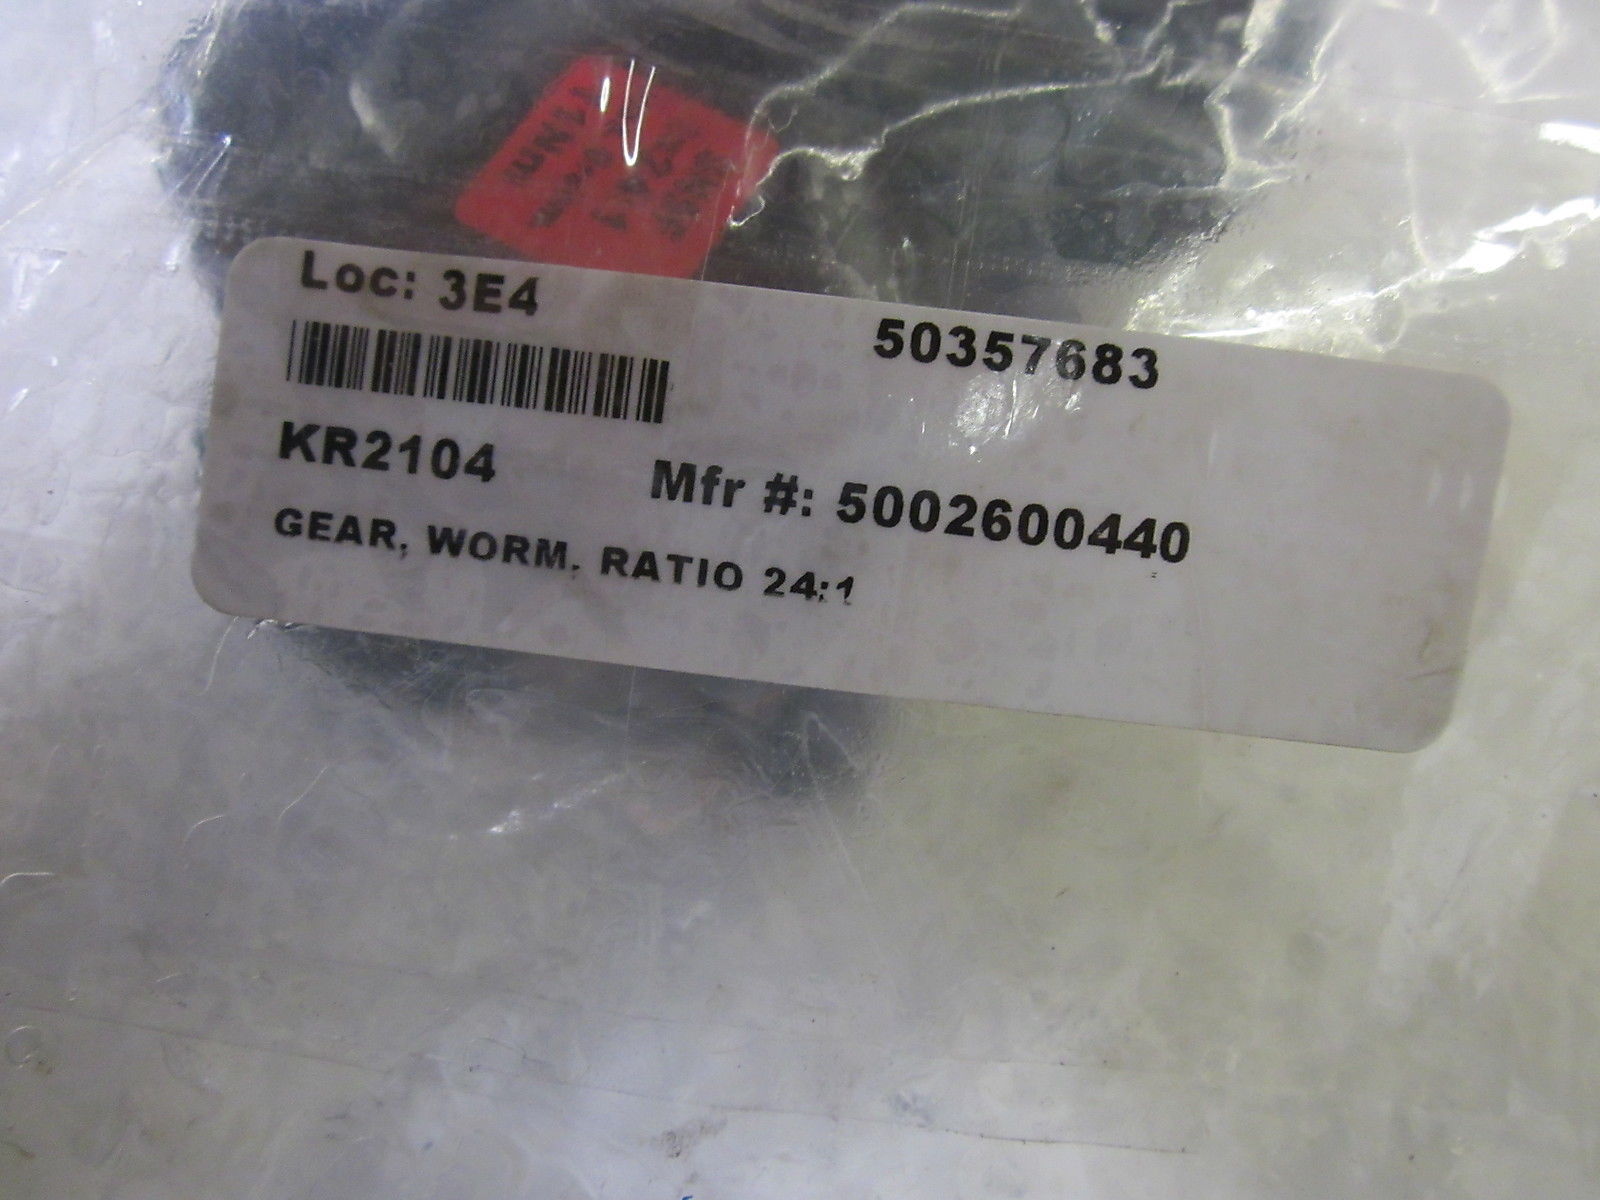 Loc: 3E4
50357683
KR2104
Mfr #: 5002600440
GEAR, WORM, RATIO 24:1